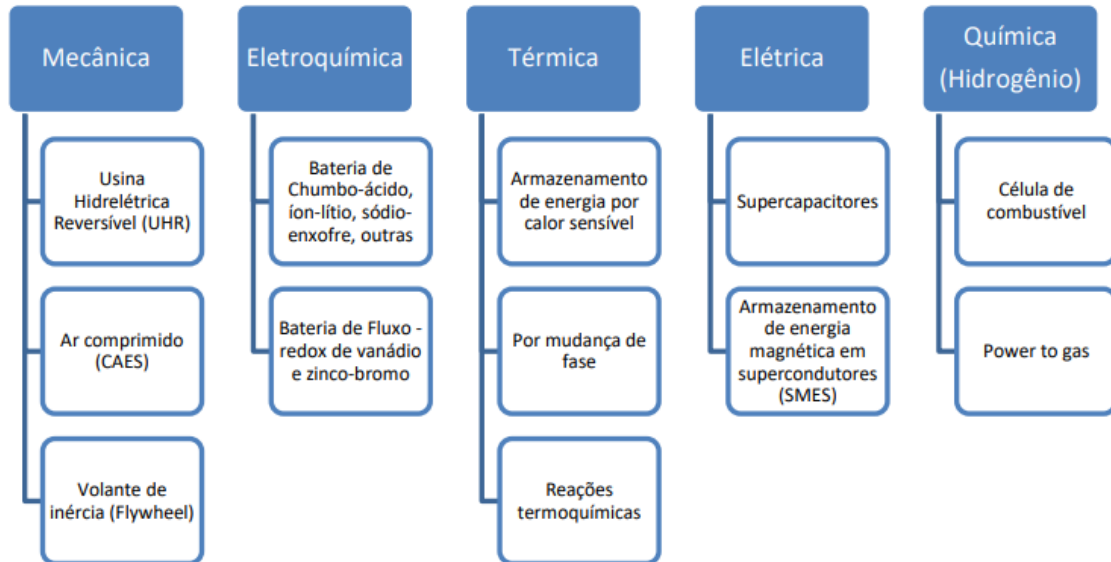 Mecânica
Usina
Hidrelétrica
Reversível (UHR)
Ar comprimido
(CAES)
Volante de
inércia (Flywheel)
Eletroquímica
Bateria de
Chumbo-ácido,
íon-lítio, sódio-
enxofre, outras
Bateria de Fluxo -
redox de vanádio
e zinco-bromo
Térmica
Armazenamento
de energia por
calor sensível
Por mudança de
fase
Reações
termoquímicas
Elétrica
Supercapacitores
Armazenamento
de energia
magnética em
supercondutores
(SMES)
Química
(Hidrogênio)
Célula de
combustível
Power to gas